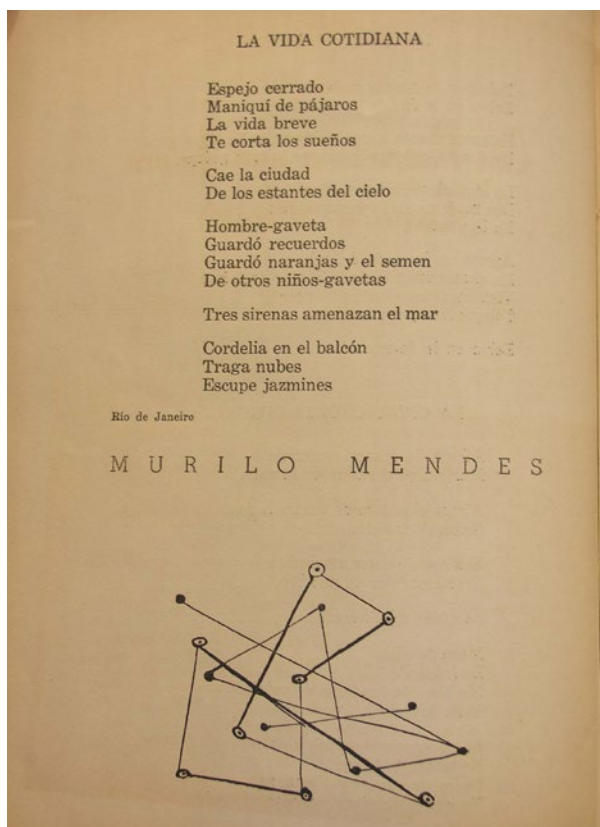 LA VIDA COTIDIANA
Espejo cerrado
Maniquí de pájaros
La vida breve
Te corta los sueños
Cae la ciudad
De los estantes del cielo
Hombre-gaveta
Guardó recuerdos
Guardó naranjas y el semen
De otros niños-gavetas
Tres sirenas amenazan el mar
Cordelia en el balcón
Traga nubes
Escupe jazmines
Río de Janeiro
MURILO MENDES